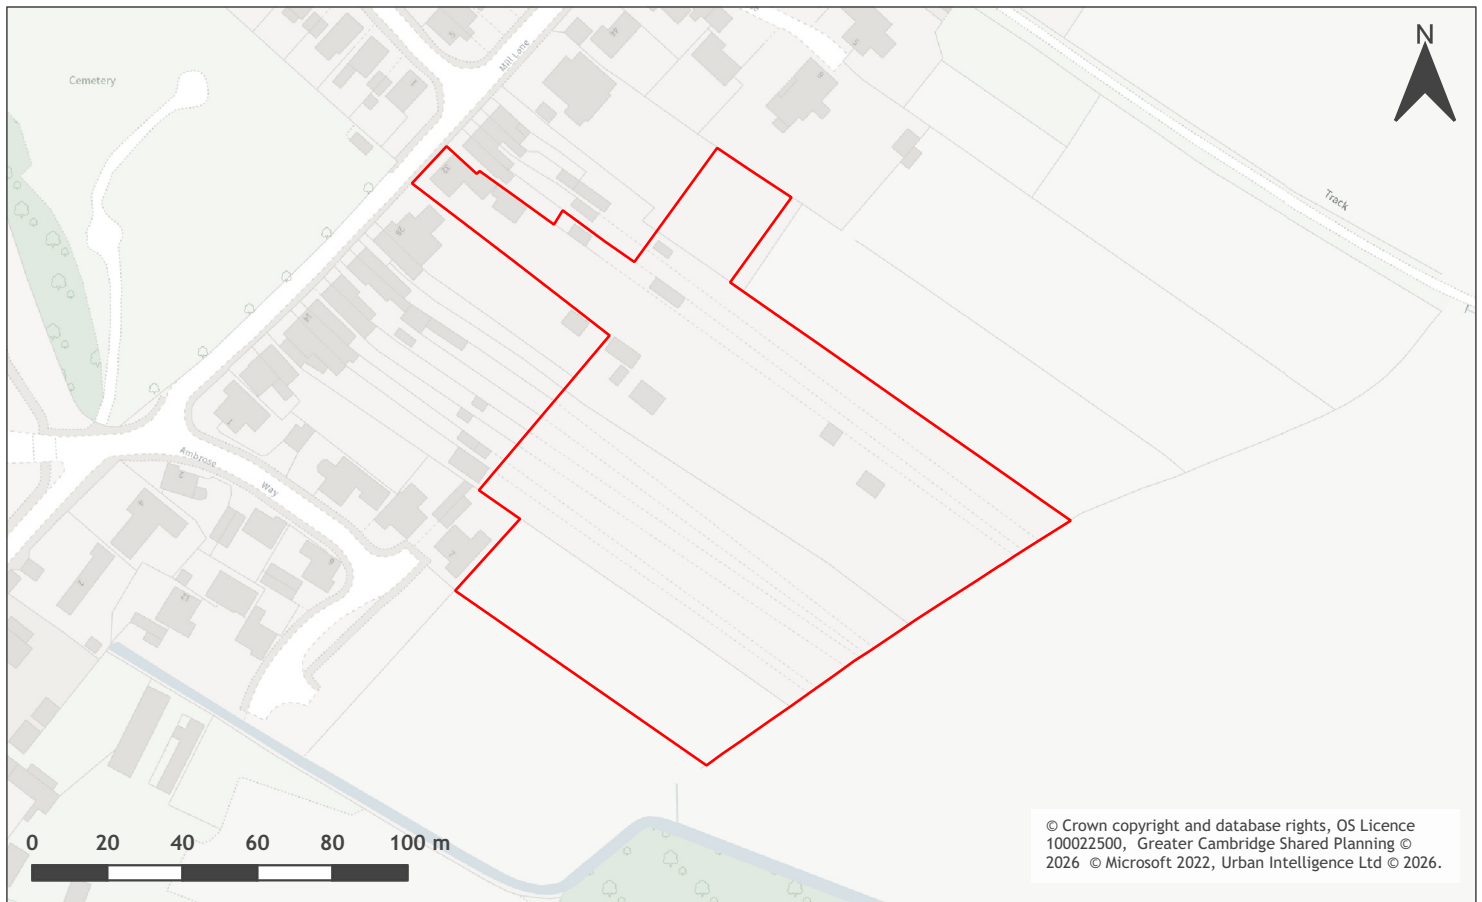 N
Cemetery
Mill Lane
Track
Ambrose
Way
0 20 40 60 80 100 m
© Crown copyright and database rights, OS Licence
100022500, Greater Cambridge Shared Planning ©
2026 © Microsoft 2022, Urban Intelligence Ltd © 2026.